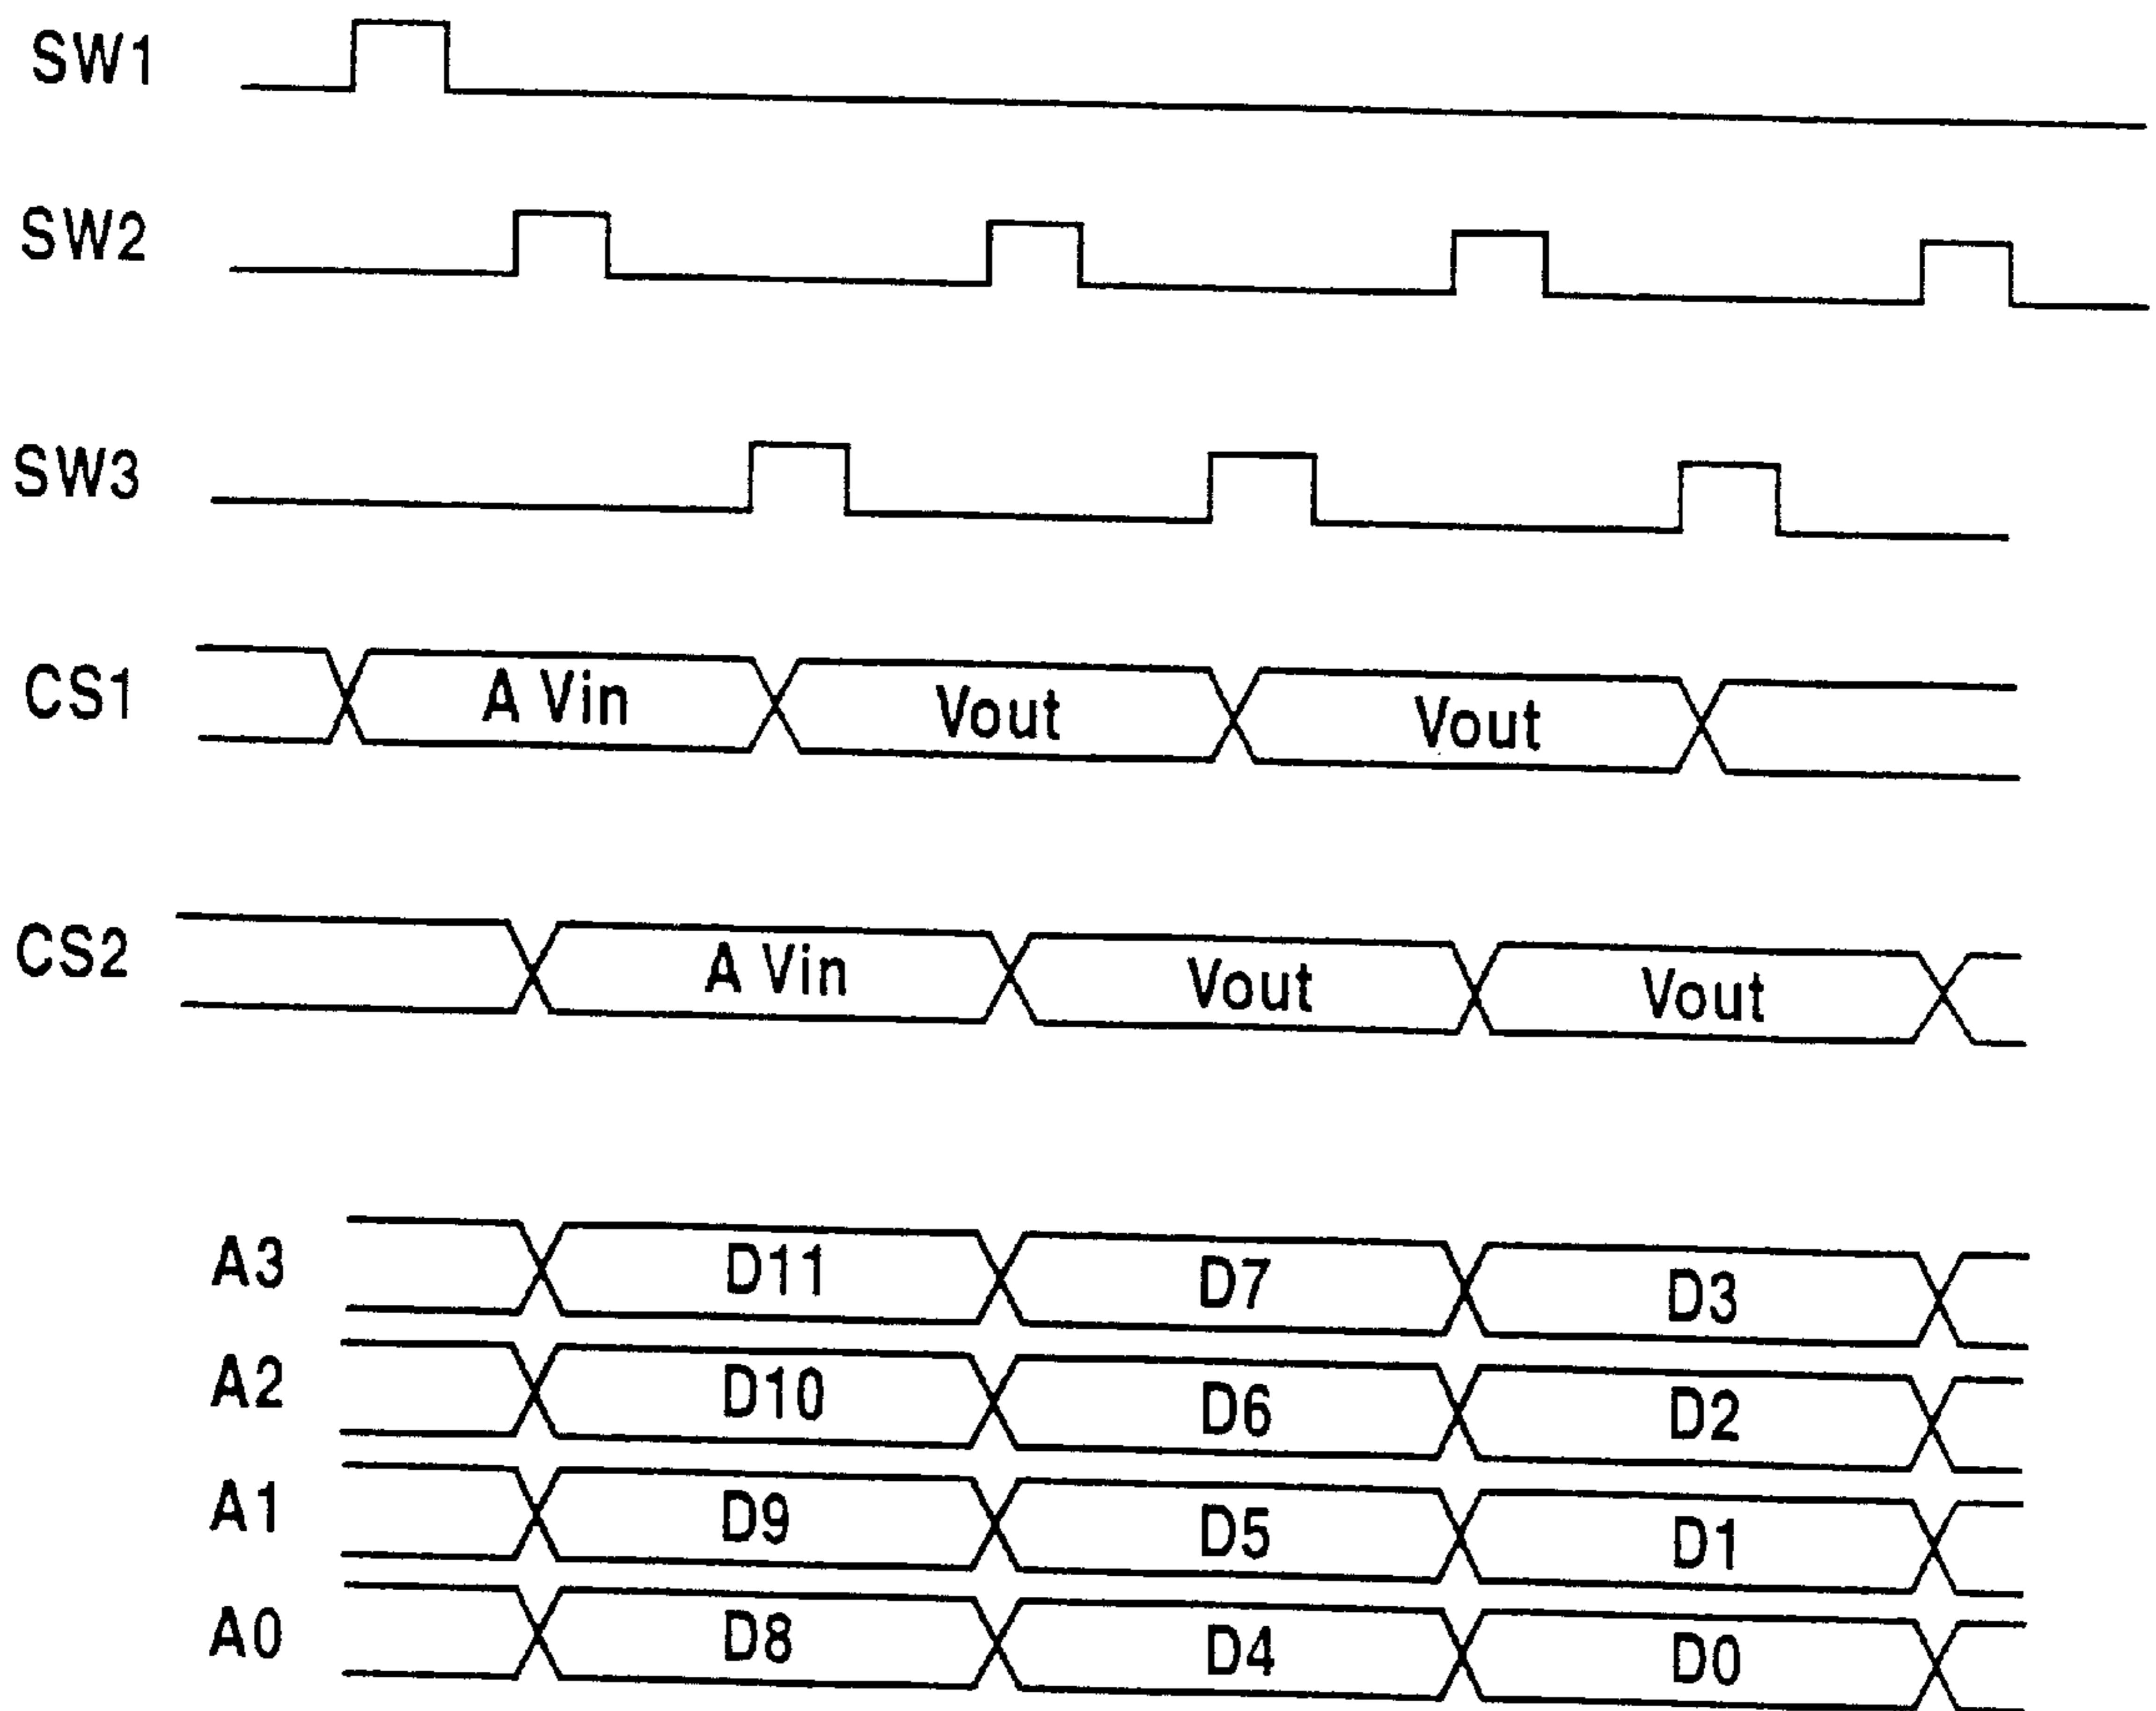 SW1
SW2
SW3
CS1 A Vin Vout Vout
CS2 A Vin Vout Vout
A3 D11 D7 D3
A2 D10 D6 D2
A1 D9 D5 D1
A0 D8 D4 D0